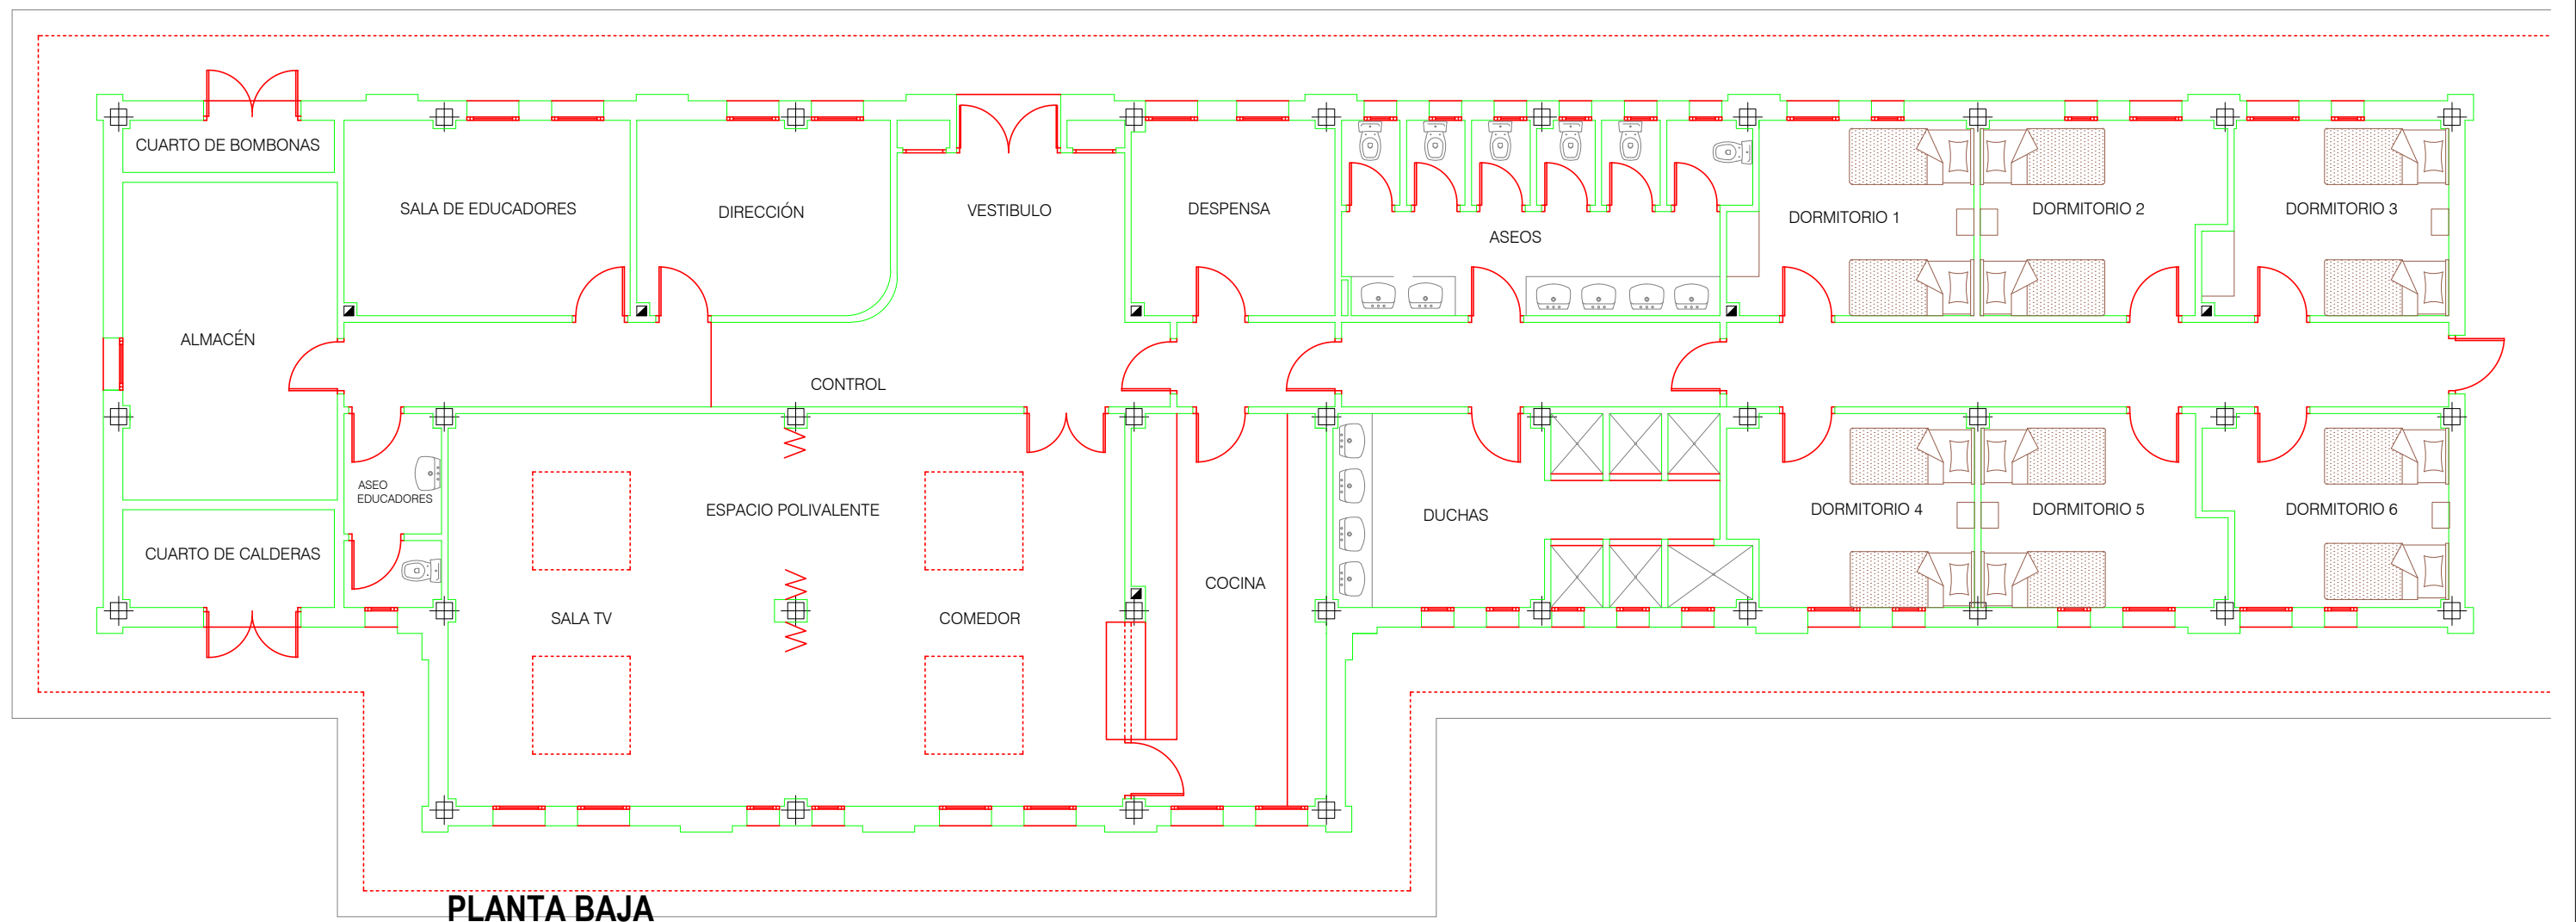 CUARTO DE BOMBONAS
SALA DE EDUCADORES
DIRECCIÓN
VESTIBULO
DESPENSA
ASEOS
DORMITORIO 1
DORMITORIO 2
DORMITORIO 3
ALMACÉN
CONTROL
ASEO
EDUCADORES
ESPACIO POLIVALENTE
DUCHAS
DORMITORIO 4
DORMITORIO 5
DORMITORIO 6
CUARTO DE CALDERAS
COCINA
SALA TV
COMEDOR
PLANTA BAJA